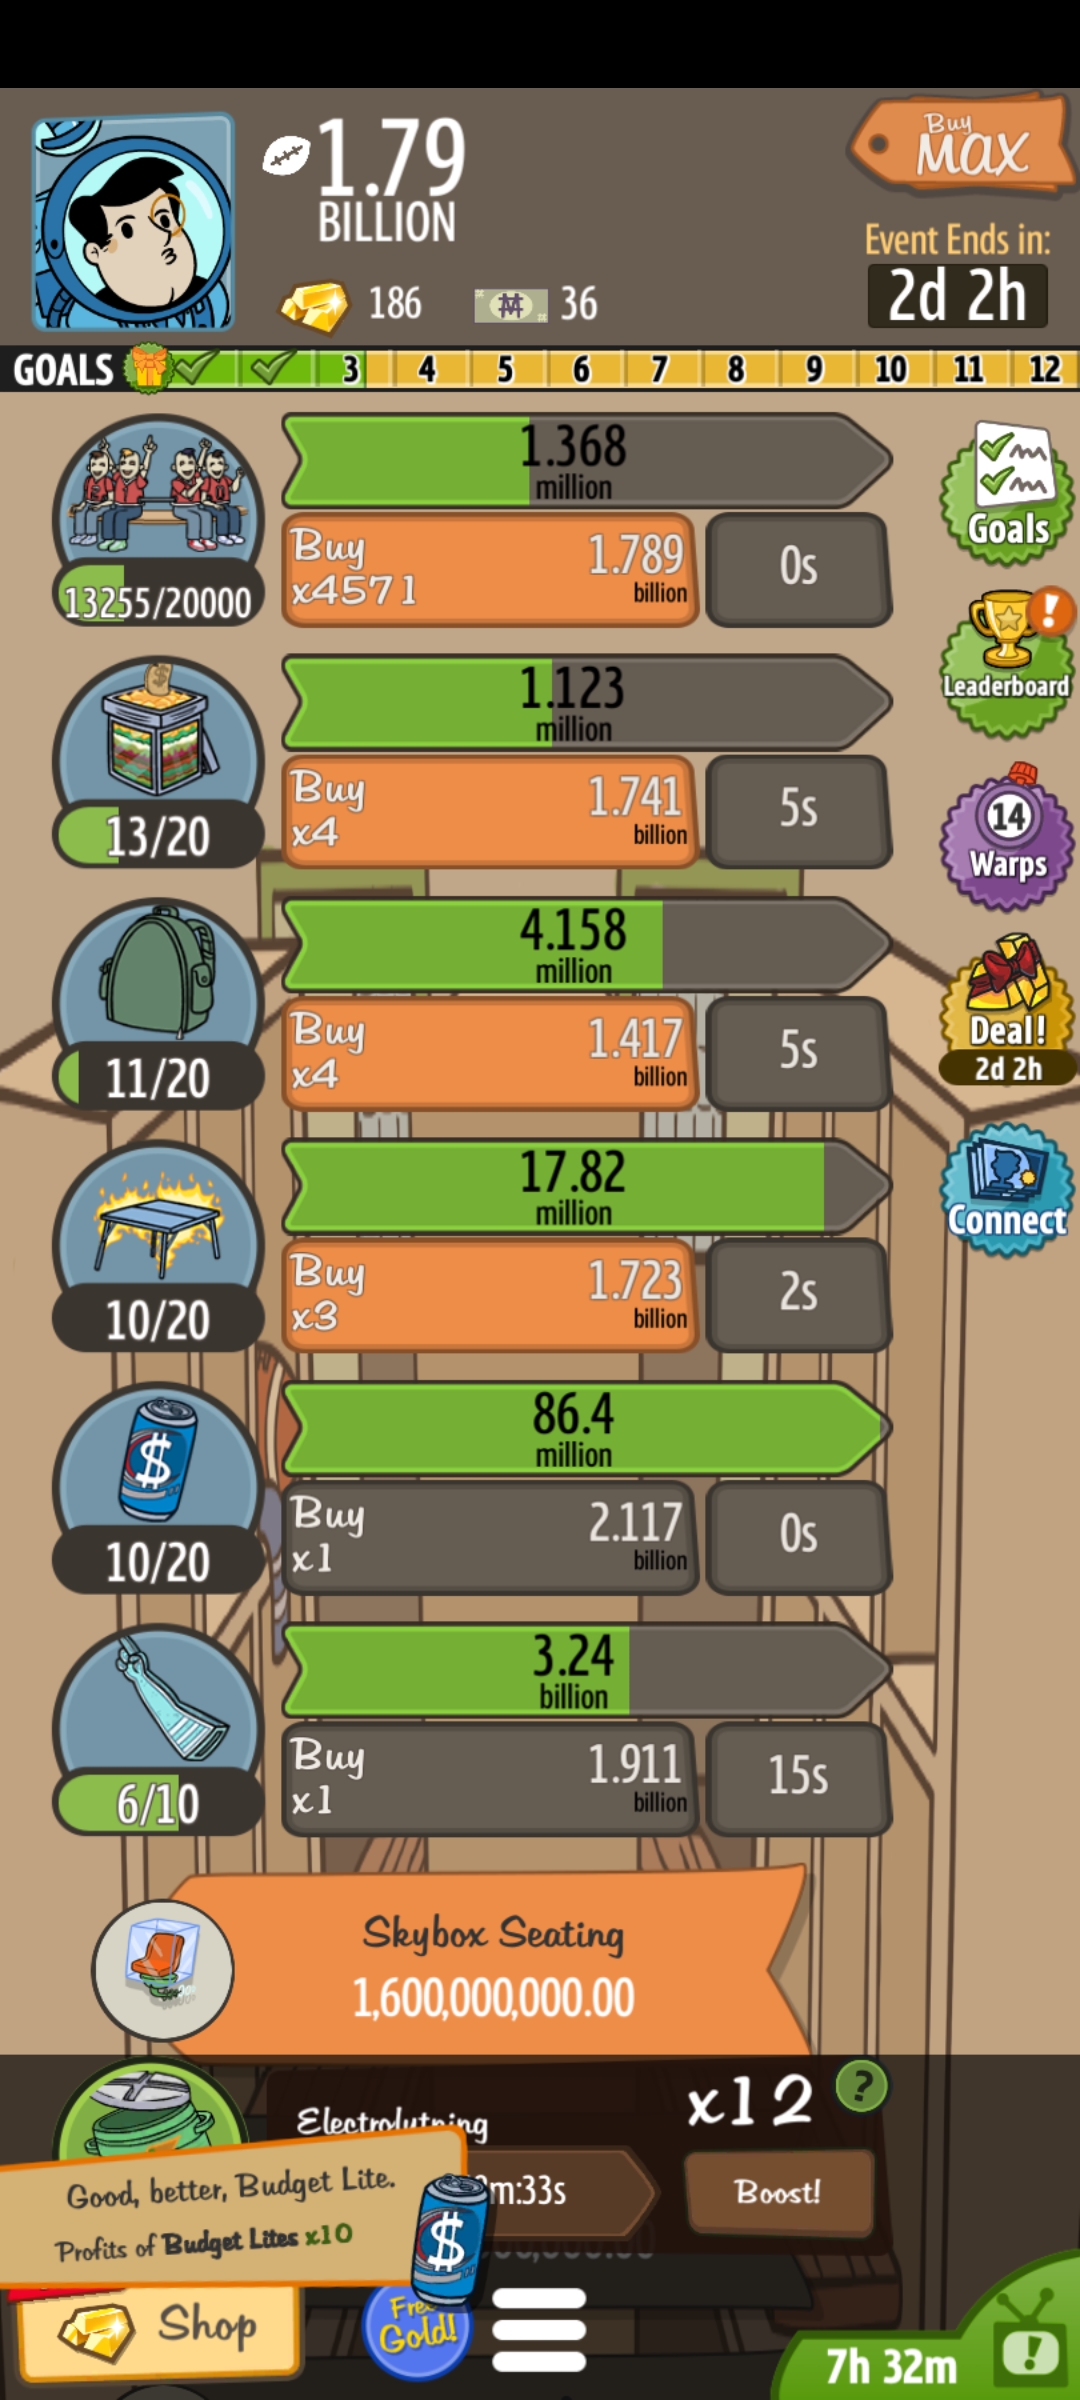 1.79
BILLION
Buy
MAX
Event Ends in:
2d 2h
186
36
GOALS 3 4 5 6 7 8 9 10 11 12
1.368
million
Buy
x4571
1.789
billion
0s
13255/20000
Goals
1.123
million
Buy
x4
1.741
billion
5s
13/20
Leaderboard
14
Warps
4.158
million
Buy
x4
1.417
billion
5s
11/20
Deal!
2d 2h
17.82
million
Buy
x3
1.723
billion
2s
10/20
Connect
86.4
million
Buy
x1
2.117
billion
0s
10/20
3.24
billion
Buy
x1
1.911
billion
15s
6/10
Skybox Seating
1,600,000,000.00
x12
?
m:33s
Boost!
Good, better, Budget Lite.
Profits of Budget Lites x10
Shop
Free
Gold!
7h 32m